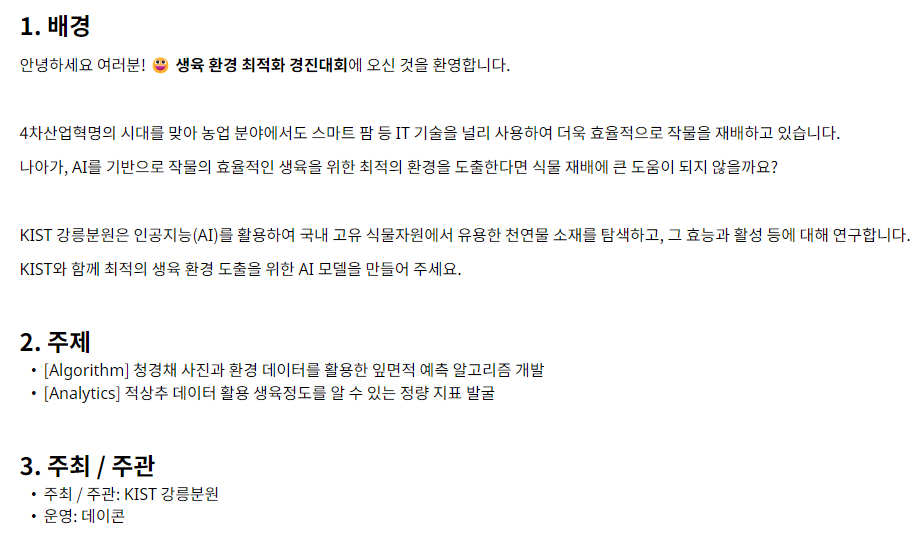 1. 배경
안녕하세요 여러분! 😀 생육 환경 최적화 경진대회에 오신 것을 환영합니다.
4차산업혁명의 시대를 맞아 농업 분야에서도 스마트 팜 등 IT 기술을 널리 사용하여 더욱 효율적으로 작물을 재배하고 있습니다.
나아가, AI를 기반으로 작물의 효율적인 생육을 위한 최적의 환경을 도출한다면 식물 재배에 큰 도움이 되지 않을까요?
KIST 강릉분원은 인공지능(AI)를 활용하여 국내 고유 식물자원에서 유용한 천연물 소재를 탐색하고, 그 효능과 활성 등에 대해 연구합니다.
KIST와 함께 최적의 생육 환경 도출을 위한 AI 모델을 만들어 주세요.
2. 주제
• [Algorithm] 청경채 사진과 환경 데이터를 활용한 잎면적 예측 알고리즘 개발
• [Analytics] 적상추 데이터 활용 생육정도를 알 수 있는 정량 지표 발굴
3. 주최 / 주관
• 주최 / 주관: KIST 강릉분원
• 운영: 데이콘